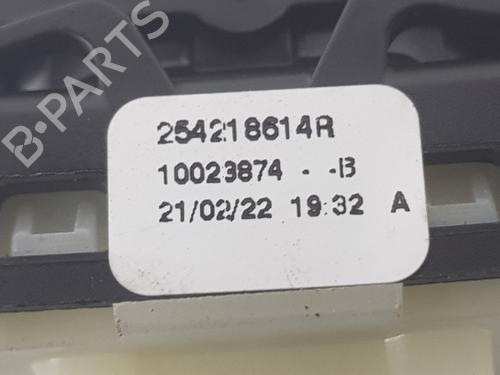 B-PARTS
254218614R
10023874 - -B
21/02/22 19:32 A